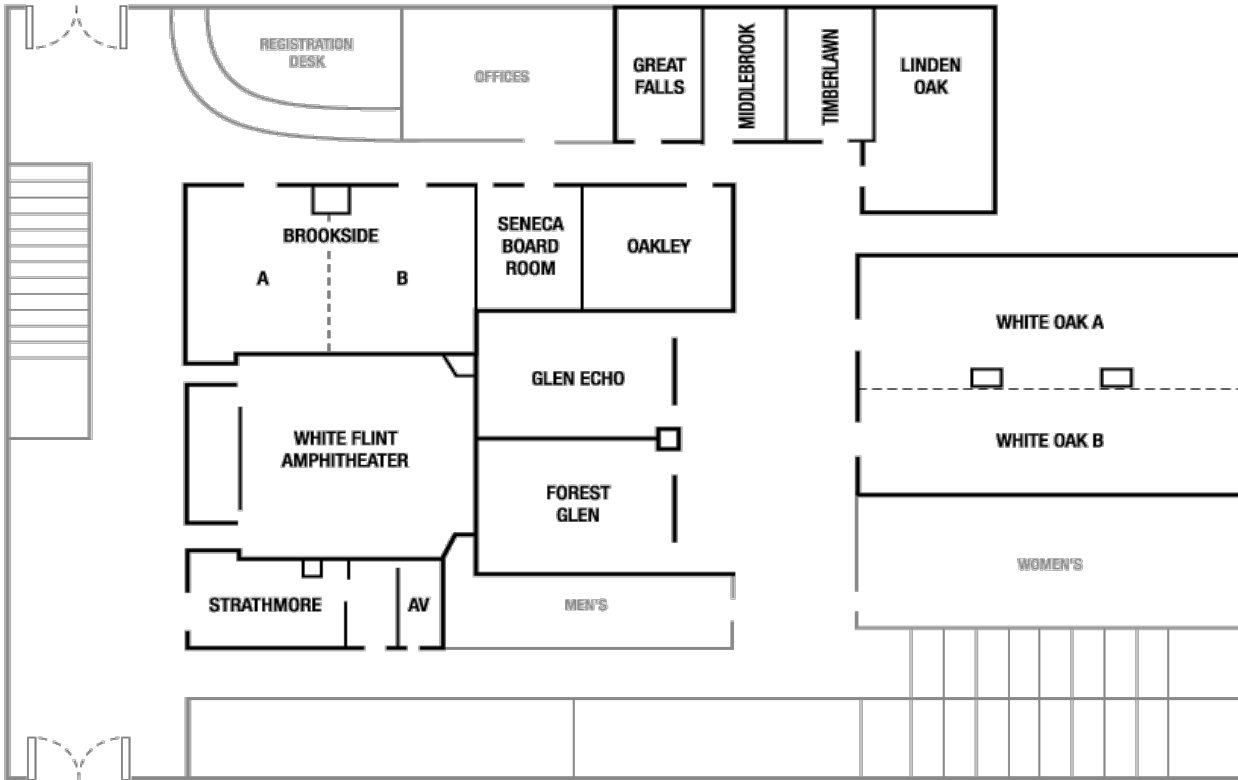 REGISTRATION
DESK
OFFICES
GREAT
FALLS
MIDDLEBROOK
TIMBERLAWN
LINDEN
OAK
BROOKSIDE
A
B
SENECA
BOARD
ROOM
OAKLEY
WHITE OAK A
GLEN ECHO
WHITE OAK B
WHITE FLINT
AMPHITHEATER
FOREST
GLEN
WOMEN'S
STRATHMORE
AV
MEN'S